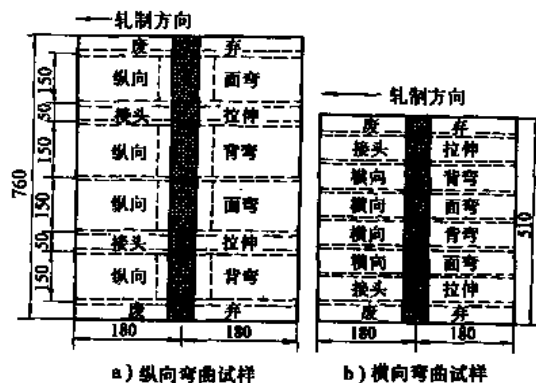 轧制方向
废 弃
纵向 面弯
接头 拉伸
纵向 背弯
纵向 面弯
接头 拉伸
纵向 背弯
废 弃
150
50
150
150
50
150
760
180 180
a)纵向弯曲试样
轧制方向
废 弃
接头 拉伸
横向 背弯
横向 面弯
横向 背弯
横向 面弯
接头 拉伸
废 弃
510
180 180
b)横向弯曲试样